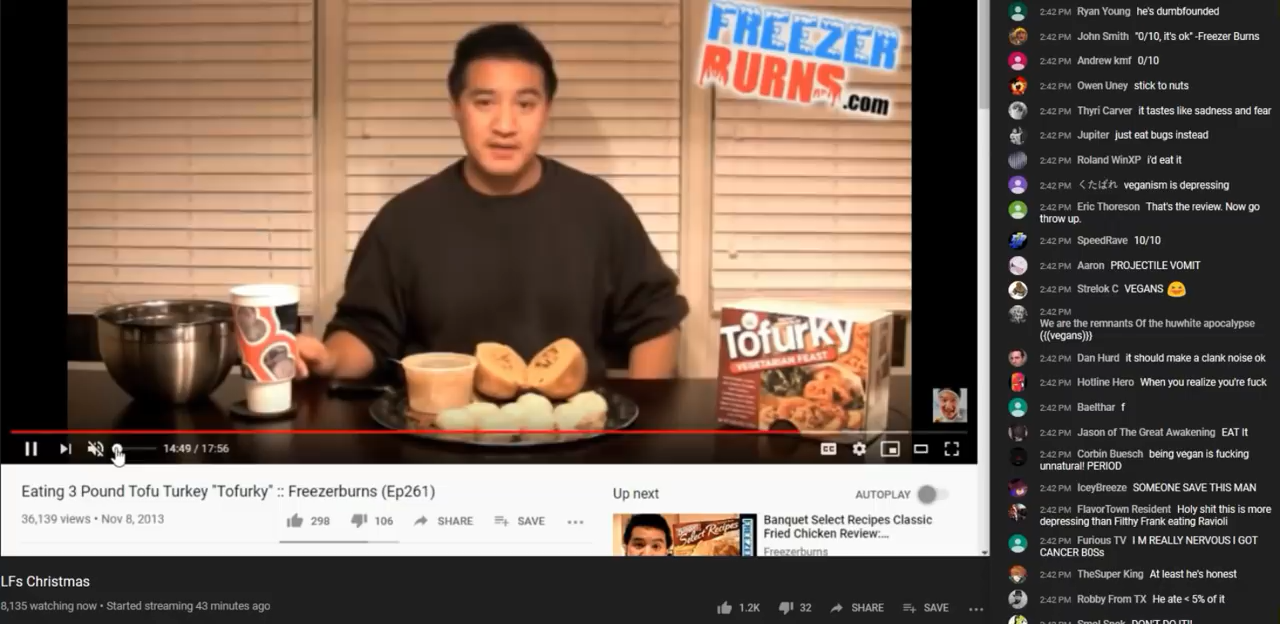 FREEZER
BURNS
.com
Tofurky
VEGETARIAN FEAST
14:49 / 17:56
CC
Eating 3 Pound Tofu Turkey "Tofurky" :: Freezerburns (Ep261)
36,139 views • Nov 8, 2013
298
106
SHARE
SAVE
Up next
AUTOPLAY
Select Recipes
Banquet Select Recipes Classic
Fried Chicken Review:...
Freezerburns
LFs Christmas
8,135 watching now • Started streaming 43 minutes ago
1.2K
32
SHARE
SAVE
2:42 PM Ryan Young he's dumbfounded
2:42 PM John Smith "0/10, it's ok" -Freezer Burns
2:42 PM Andrew kmf 0/10
2:42 PM Owen Uney stick to nuts
2:42 PM Thyri Carver it tastes like sadness and fear
2:42 PM Jupiter just eat bugs instead
2:42 PM Roland WinXP i'd eat it
2:42 PM くたばれ veganism is depressing
2:42 PM Eric Thoreson That's the review. Now go
throw up.
2:42 PM SpeedRave 10/10
2:42 PM Aaron PROJECTILE VOMIT
2:42 PM Strelok C VEGANS 😄
2:42 PM
We are the remnants Of the huwhite apocalypse
(((vegans)))
2:42 PM Dan Hurd it should make a clank noise ok
2:42 PM Hotline Hero When you realize you're fuck
2:42 PM Baelthar f
2:42 PM Jason of The Great Awakening EAT It
2:42 PM Corbin Buesch being vegan is fucking
unnatural! PERIOD
2:42 PM IceyBreeze SOMEONE SAVE THIS MAN
2:42 PM FlavorTown Resident Holy shit this is more
depressing than Filthy Frank eating Ravioli
2:42 PM Furious TV I M REALLY NERVOUS I GOT
CANCER B0Ss
2:42 PM TheSuper King At least he's honest
2:42 PM Robby From TX He ate < 5% of it
DON'T DO IT!!